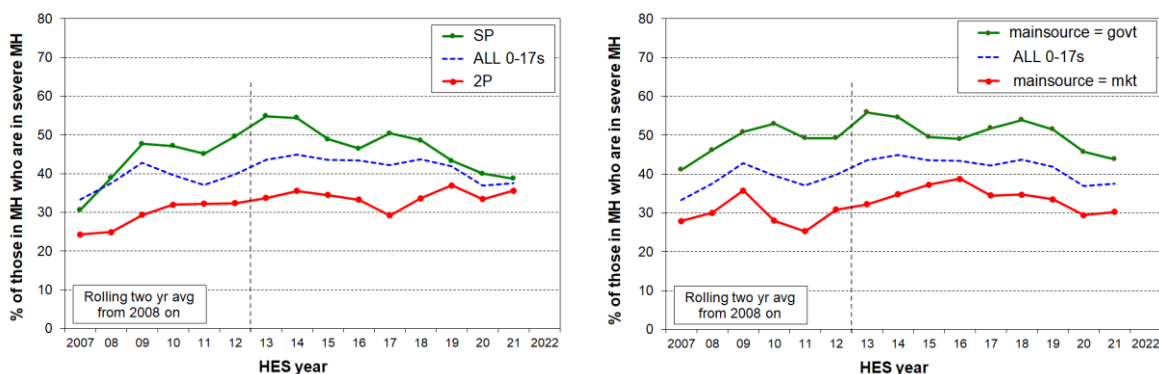 % of those in MH who are in severe MH
80
70
60
50
40
30
20
10
0
SP
ALL 0-17s
2P
Rolling two yr avg
from 2008 on
2007 08 09 10 11 12 13 14 15 16 17 18 19 20 21 2022
HES year
% of those in MH who are in severe MH
80
70
60
50
40
30
20
10
0
mainsource = govt
ALL 0-17s
mainsource = mkt
Rolling two yr avg
from 2008 on
2007 08 09 10 11 12 13 14 15 16 17 18 19 20 21 2022
HES year